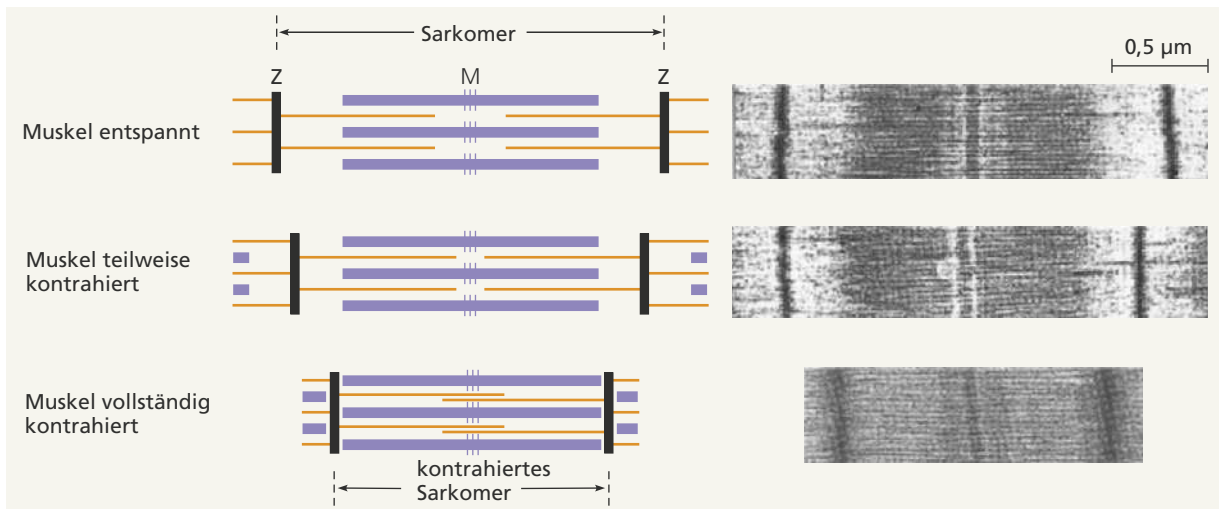 Sarkomer
0,5 µm
Z M Z
Muskel entspannt
Muskel teilweise
kontrahiert
Muskel vollständig
kontrahiert
kontrahiertes
Sarkomer